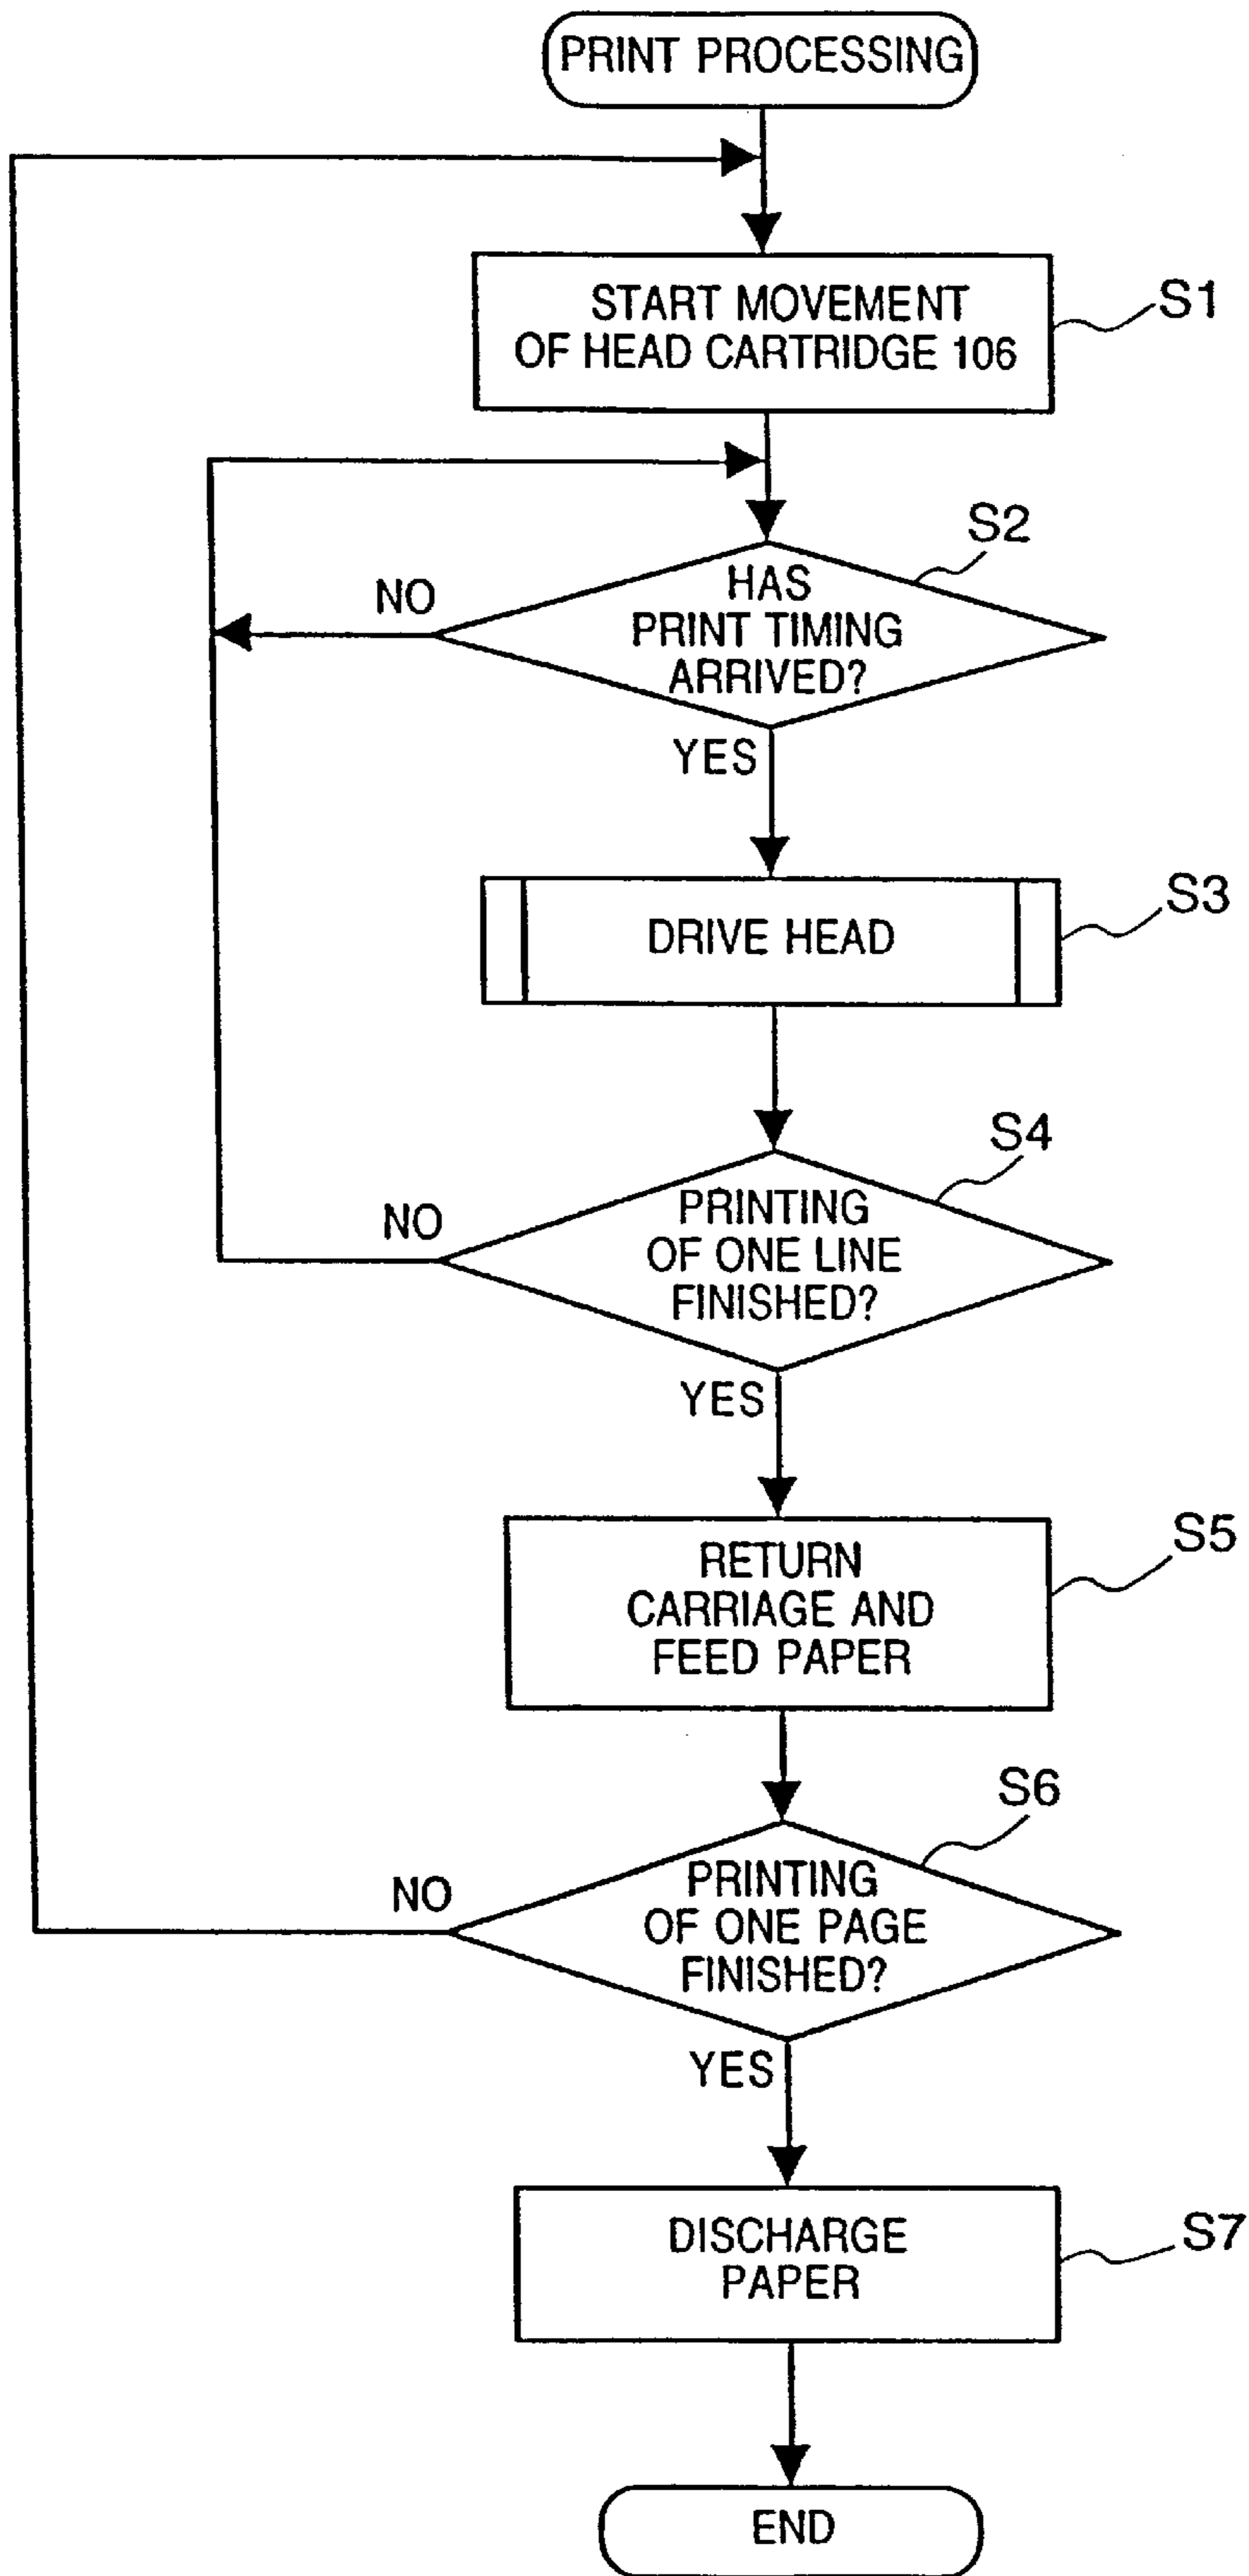 PRINT PROCESSING
START MOVEMENT
OF HEAD CARTRIDGE 106
S1
S2
HAS
PRINT TIMING
ARRIVED?
NO
YES
DRIVE HEAD
S3
S4
PRINTING
OF ONE LINE
FINISHED?
NO
YES
RETURN
CARRIAGE AND
FEED PAPER
S5
S6
PRINTING
OF ONE PAGE
FINISHED?
NO
YES
DISCHARGE
PAPER
S7
END